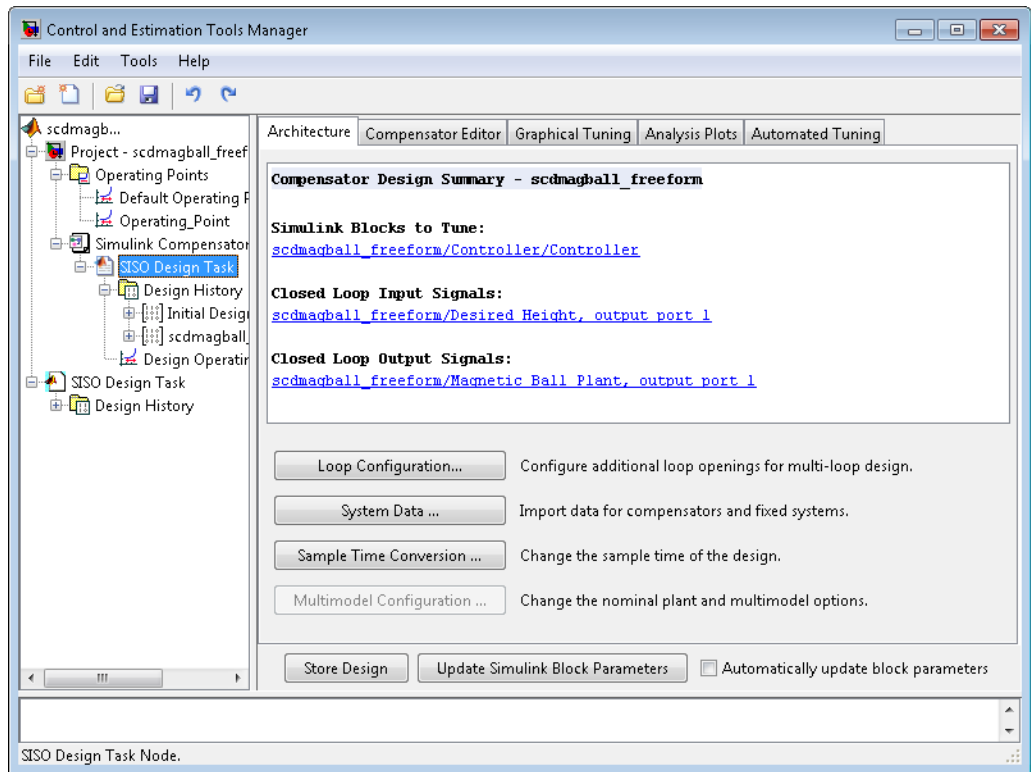 Control and Estimation Tools Manager
File Edit Tools Help
scdmagb...
Project - scdmagball_freef
Operating Points
Default Operating P
Operating_Point
Simulink Compensator
SISO Design Task
Design History
Initial Desig
scdmagball_
Design Operatin
SISO Design Task
Design History
Architecture Compensator Editor Graphical Tuning Analysis Plots Automated Tuning
Compensator Design Summary - scdmagball_freeform
Simulink Blocks to Tune:
scdmagball_freeform/Controller/Controller
Closed Loop Input Signals:
scdmagball_freeform/Desired Height, output port 1
Closed Loop Output Signals:
scdmagball_freeform/Magnetic Ball Plant, output port 1
Loop Configuration... Configure additional loop openings for multi-loop design.
System Data ... Import data for compensators and fixed systems.
Sample Time Conversion ... Change the sample time of the design.
Multimodel Configuration ... Change the nominal plant and multimodel options.
Store Design Update Simulink Block Parameters Automatically update block parameters
SISO Design Task Node.